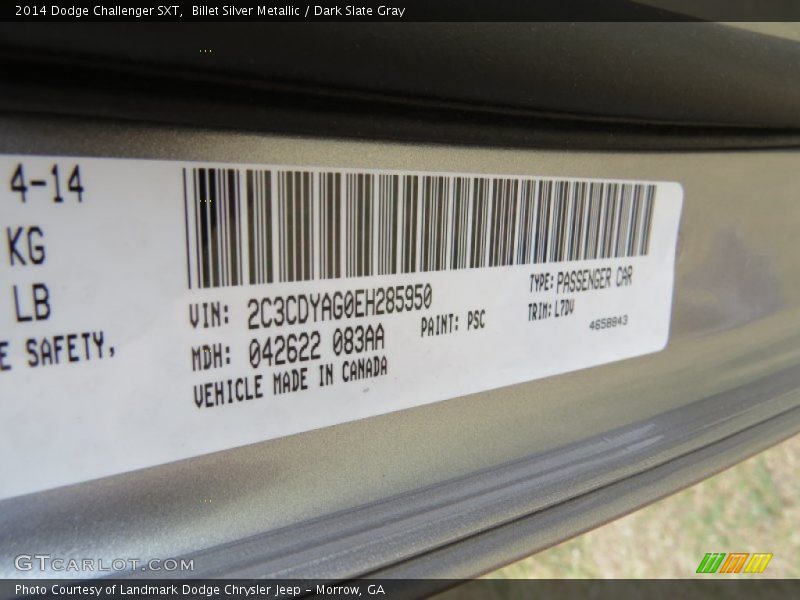 2014 Dodge Challenger SXT,  Billet Silver Metallic / Dark Slate Gray
4-14
KG
LB
E SAFETY,
VIN: 2C3CDYAG0EH285950
TYPE: PASSENGER CAR
MDH: 042622 083AA
PAINT: PSC
TRIM: L7DV
4658843
VEHICLE MADE IN CANADA
GTCARLOT.COM
Photo Courtesy of Landmark Dodge Chrysler Jeep – Morrow, GA